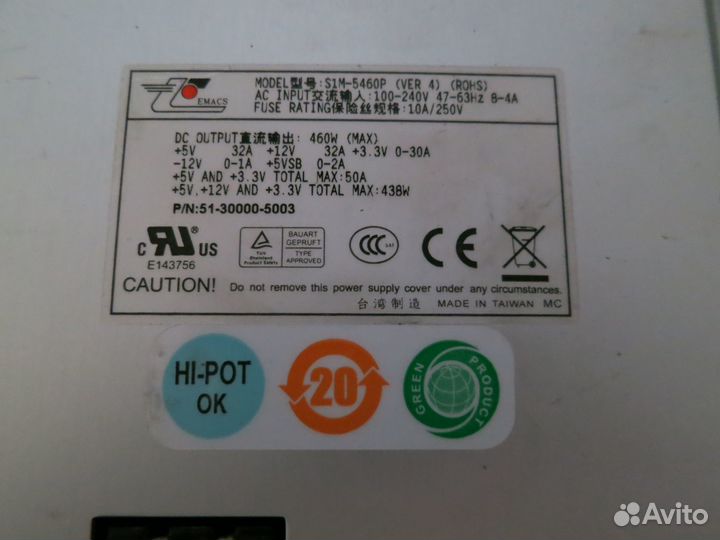 EMACS
MODEL型号:S1M-5460P (VER 4) (ROHS)
AC INPUT交流输入:100-240V 47-63Hz 8-4A
FUSE RATING保险丝规格:10A/250V
DC OUTPUT直流输出: 460W (MAX)
+5V 32A +12V 32A +3.3V 0-30A
-12V 0-1A +5VSB 0-2A
+5V AND +3.3V TOTAL MAX:50A
+5V,+12V AND +3.3V TOTAL MAX:438W
P/N:51-30000-5003
C RU US
E143756
BAUART
GEPRUFT
TYPE
APPROVED
CCC
CE
CAUTION! Do not remove this power supply cover under any circumstances.
台湾制造 MADE IN TAIWAN MC
HI-POT
OK
20
GREEN PRODUCT
Avito